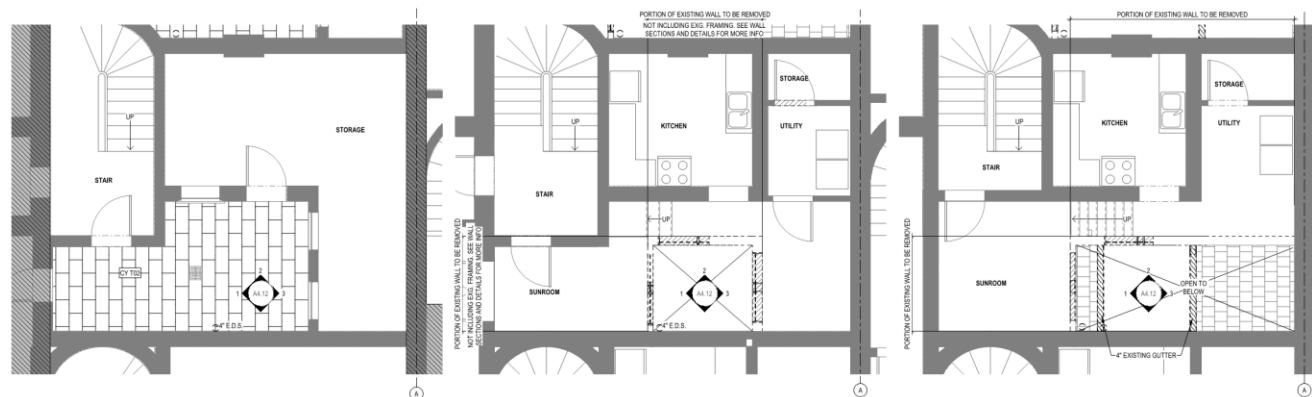 UP
STORAGE
STAIR
CY T02
2
1 A4.12 3
4" E.D.S.
A
PORTION OF EXISTING WALL TO BE REMOVED
NOT INCLUDING EXG. FRAMING. SEE WALL
SECTIONS AND DETAILS FOR MORE INFO
STORAGE
UP
KITCHEN
UTILITY
STAIR
PORTION OF EXISTING WALL TO BE REMOVED
NOT INCLUDING EXG. FRAMING. SEE WALL
SECTIONS AND DETAILS FOR MORE INFO
UP
SUNROOM
2
1 A4.12 3
4" E.D.S.
A
PORTION OF EXISTING WALL TO BE REMOVED
STORAGE
UP
KITCHEN
UTILITY
STAIR
PORTION OF EXISTING WALL TO BE REMOVED
UP
SUNROOM
2
1 A4.12 3
OPEN TO
BELOW
4" EXISTING GUTTER
A